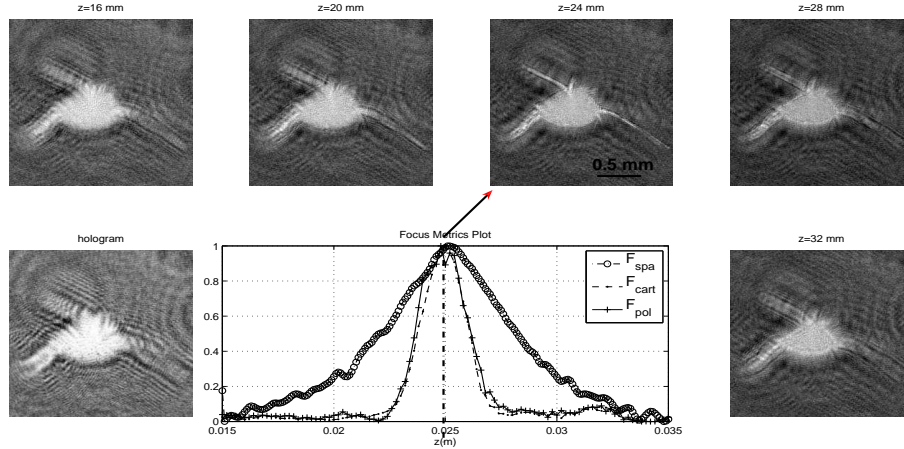 z=16 mm
z=20 mm
z=24 mm
z=28 mm
0.5 mm
hologram
Focus Metrics Plot
z=32 mm
1
0.8
0.6
0.4
0.2
0
F_spa
F_cart
F_pol
0.015
0.02
0.025
0.03
0.035
z(m)